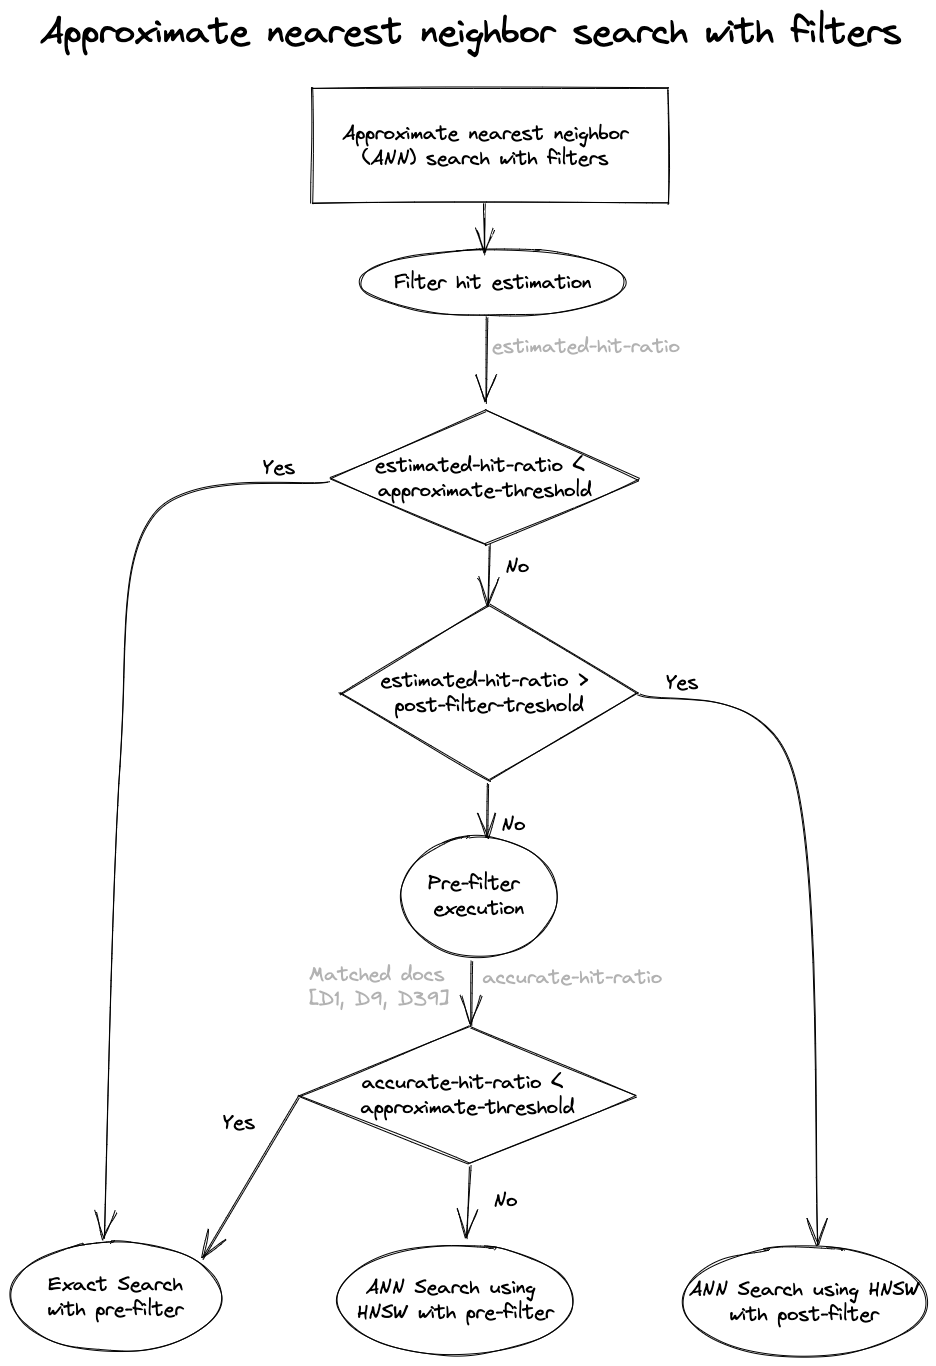 Approximate nearest neighbor search with filters
Approximate nearest neighbor
(ANN) search with filters
Filter hit estimation
estimated-hit-ratio
estimated-hit-ratio <
approximate-threshold
Yes
No
estimated-hit-ratio >
post-filter-treshold
Yes
No
Pre-filter
execution
Matched docs
[D1, D9, D39]
accurate-hit-ratio
accurate-hit-ratio <
approximate-threshold
Yes
No
Exact Search
with pre-filter
ANN Search using
HNSW with pre-filter
ANN Search using HNSW
with post-filter